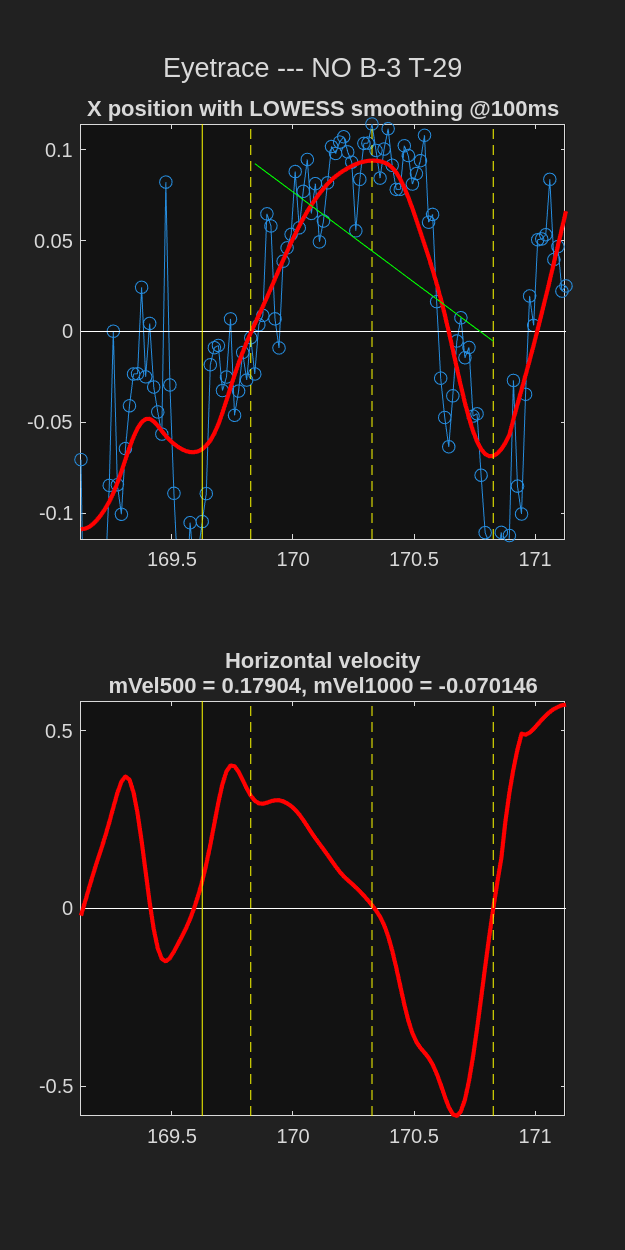 Eyetrace --- NO B-3 T-29
X position with LOWESS smoothing @100ms
0.1
0.05
0
-0.05
-0.1
169.5 170 170.5 171
Horizontal velocity
mVel500 = 0.17904, mVel1000 = -0.070146
0.5
0
-0.5
169.5 170 170.5 171